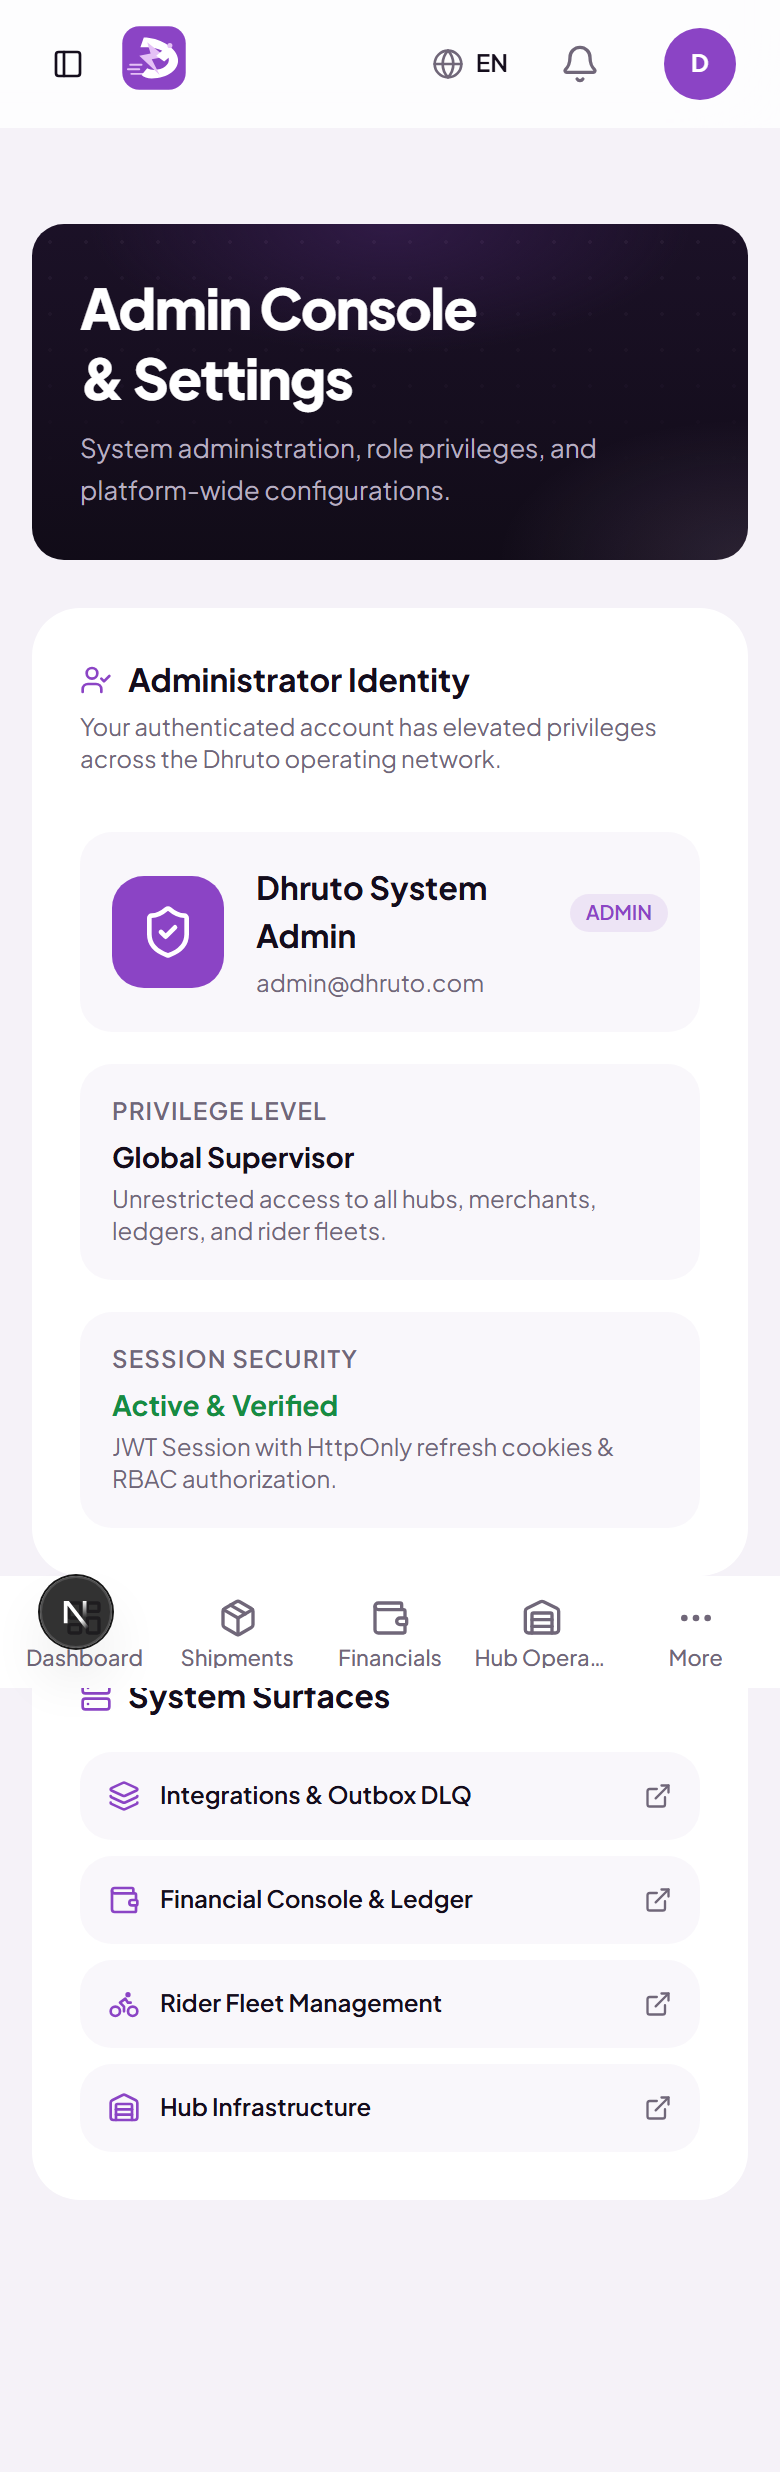 EN
D
Admin Console
& Settings
System administration, role privileges, and
platform-wide configurations.
Administrator Identity
Your authenticated account has elevated privileges
across the Dhruto operating network.
Dhruto System
Admin
ADMIN
admin@dhruto.com
PRIVILEGE LEVEL
Global Supervisor
Unrestricted access to all hubs, merchants,
ledgers, and rider fleets.
SESSION SECURITY
Active & Verified
JWT Session with HttpOnly refresh cookies &
RBAC authorization.
N
Dashboard
Shipments
Financials
Hub Opera...
More
System Surfaces
Integrations & Outbox DLQ
Financial Console & Ledger
Rider Fleet Management
Hub Infrastructure